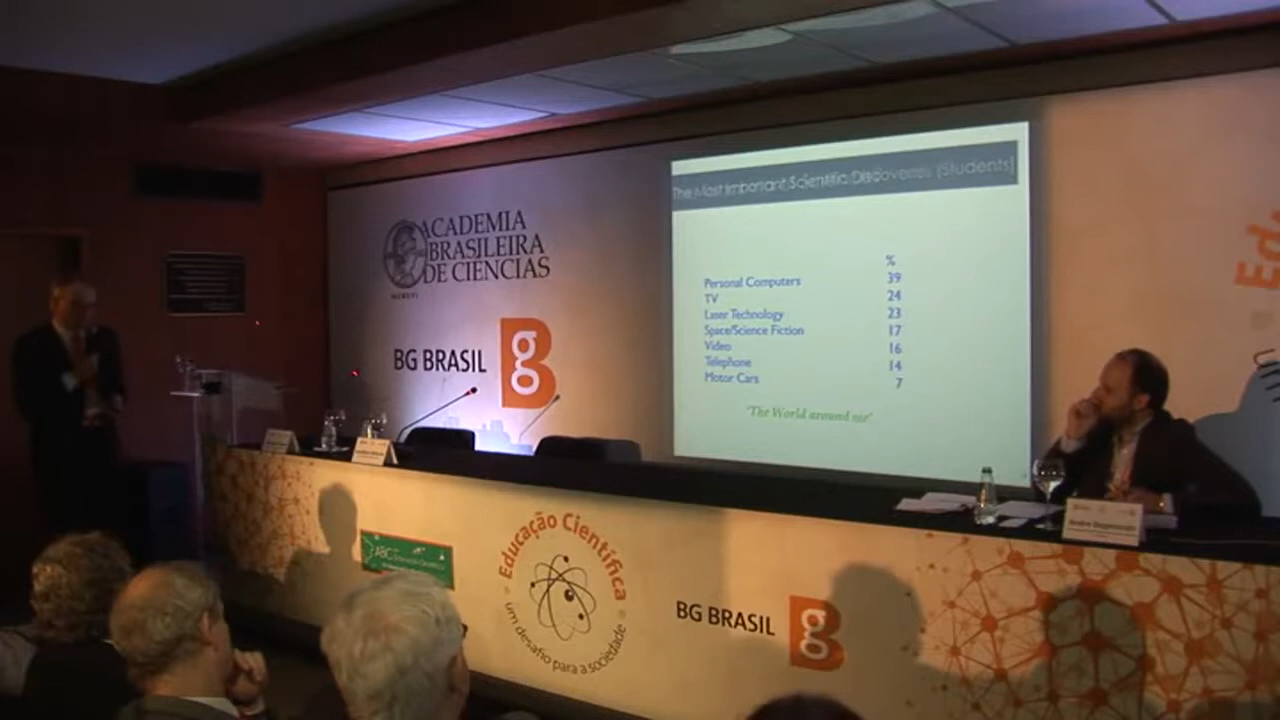 ACADEMIA
BRASILEIRA
DE CIENCIAS
BG BRASIL
g
The Most Important Scientific Discoveries (Students)
%
Personal Computers 39
TV 24
Laser Technology 23
Space/Science Fiction 17
Video 16
Telephone 14
Motor Cars 7
"The World around me"
Educação Científica
um desafio para a sociedade
ABC
BG BRASIL
g